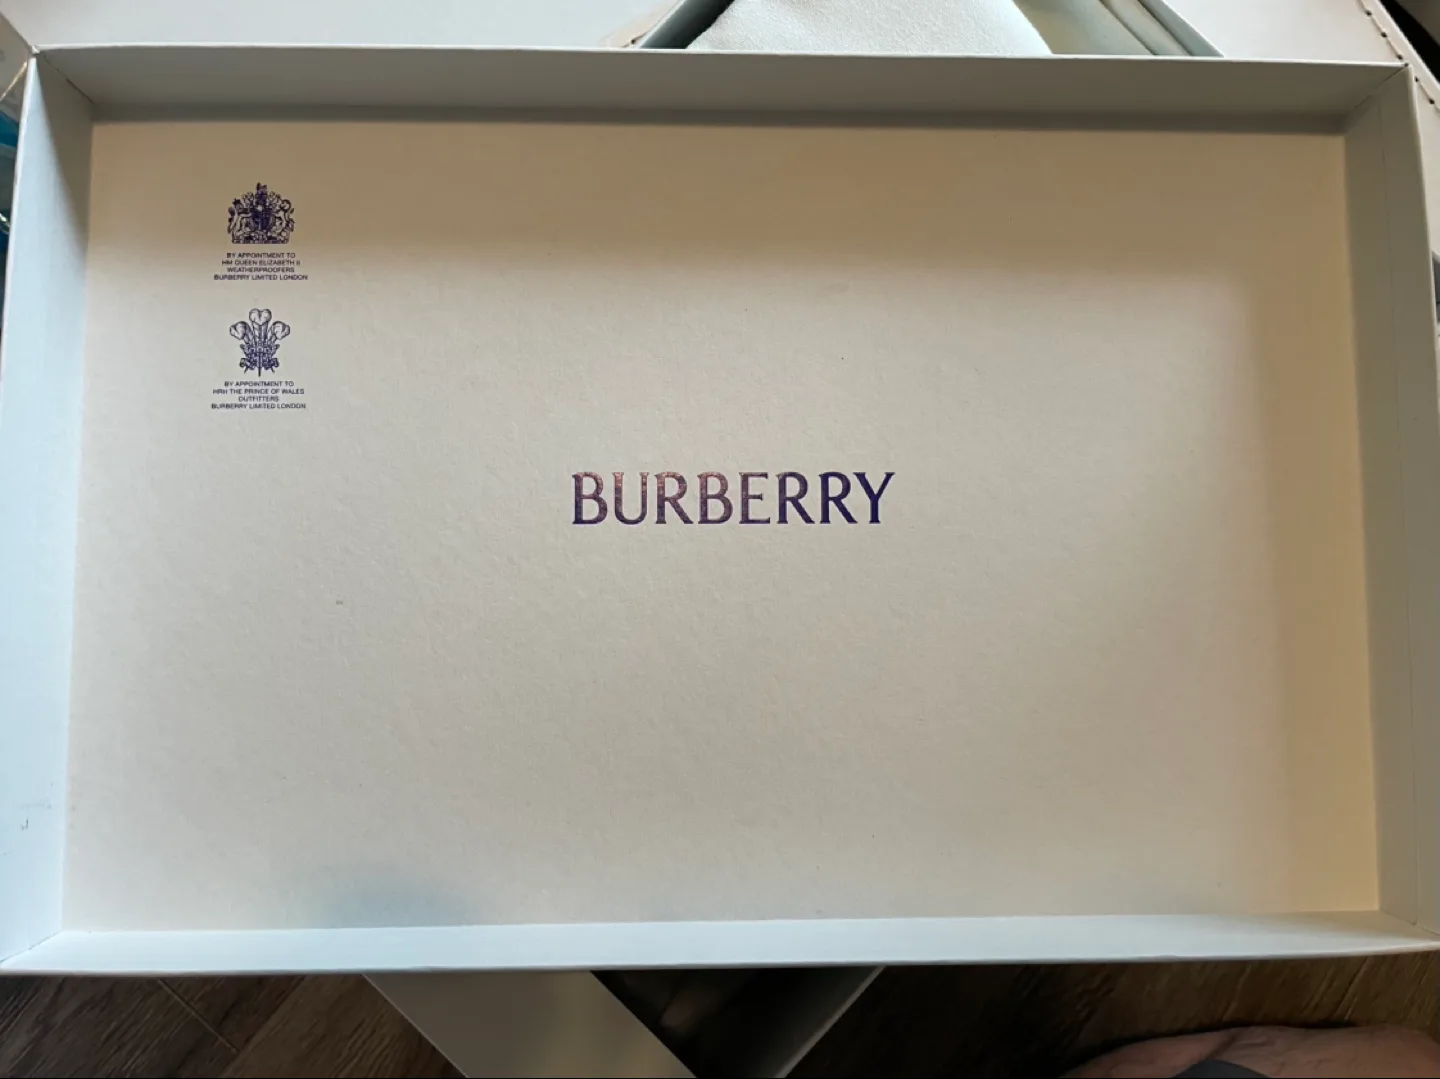 BY APPOINTMENT TO
HM QUEEN ELIZABETH II
WEATHERPROOFERS
BURBERRY LIMITED LONDON
BY APPOINTMENT TO
HRH THE PRINCE OF WALES
OUTFITTERS
BURBERRY LIMITED LONDON
BURBERRY